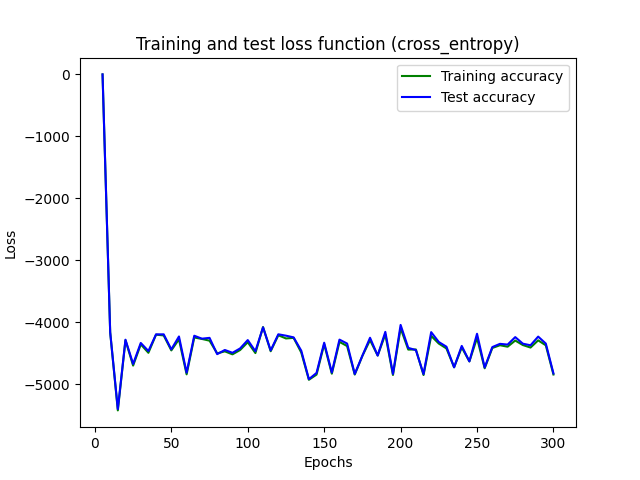 Training and test loss function (cross_entropy)
Training accuracy
Test accuracy
0
−1000
−2000
−3000
−4000
−5000
Loss
0 50 100 150 200 250 300
Epochs